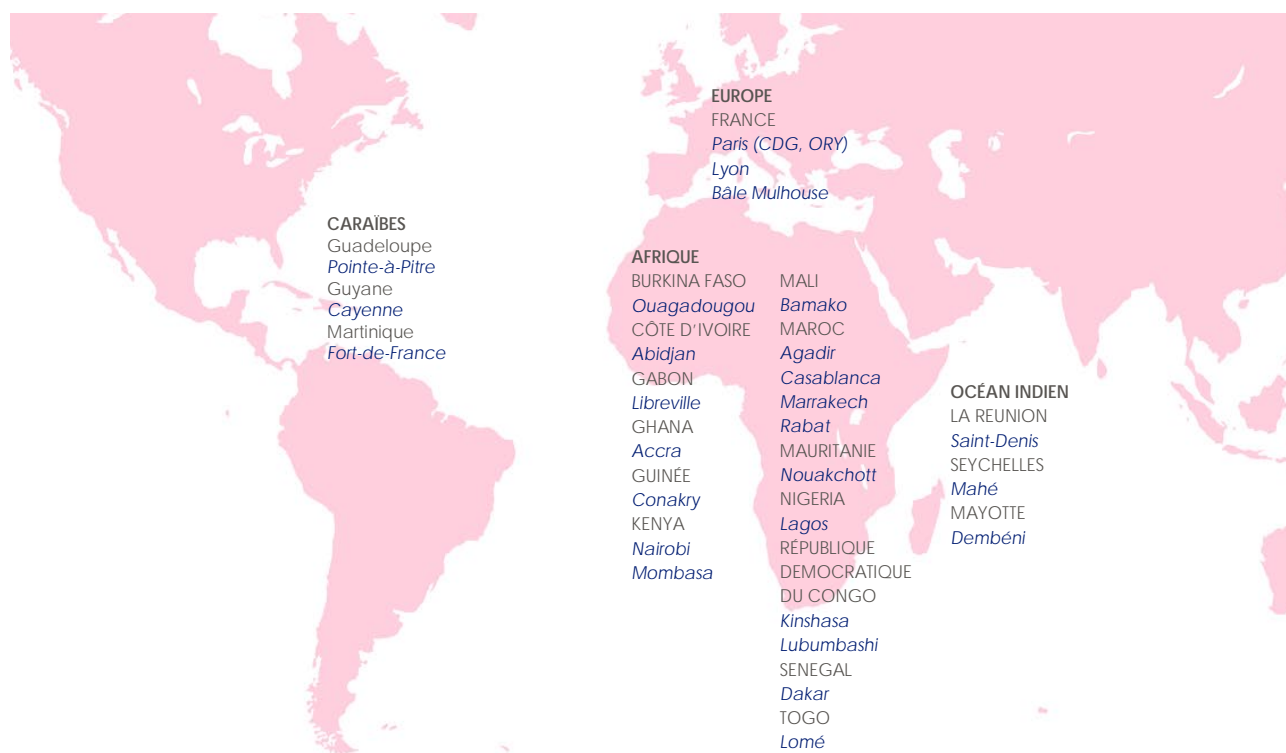 EUROPE
FRANCE
Paris (CDG, ORY)
Lyon
Bâle Mulhouse
CARAÏBES
Guadeloupe
Pointe-à-Pitre
Guyane
Cayenne
Martinique
Fort-de-France
AFRIQUE
BURKINA FASO
Ouagadougou
CÔTE D'IVOIRE
Abidjan
GABON
Libreville
GHANA
Accra
GUINÉE
Conakry
KENYA
Nairobi
Mombasa
MALI
Bamako
MAROC
Agadir
Casablanca
Marrakech
Rabat
MAURITANIE
Nouakchott
NIGERIA
Lagos
RÉPUBLIQUE
DEMOCRATIQUE
DU CONGO
Kinshasa
Lubumbashi
SENEGAL
Dakar
TOGO
Lomé
OCÉAN INDIEN
LA REUNION
Saint-Denis
SEYCHELLES
Mahé
MAYOTTE
Dembéni